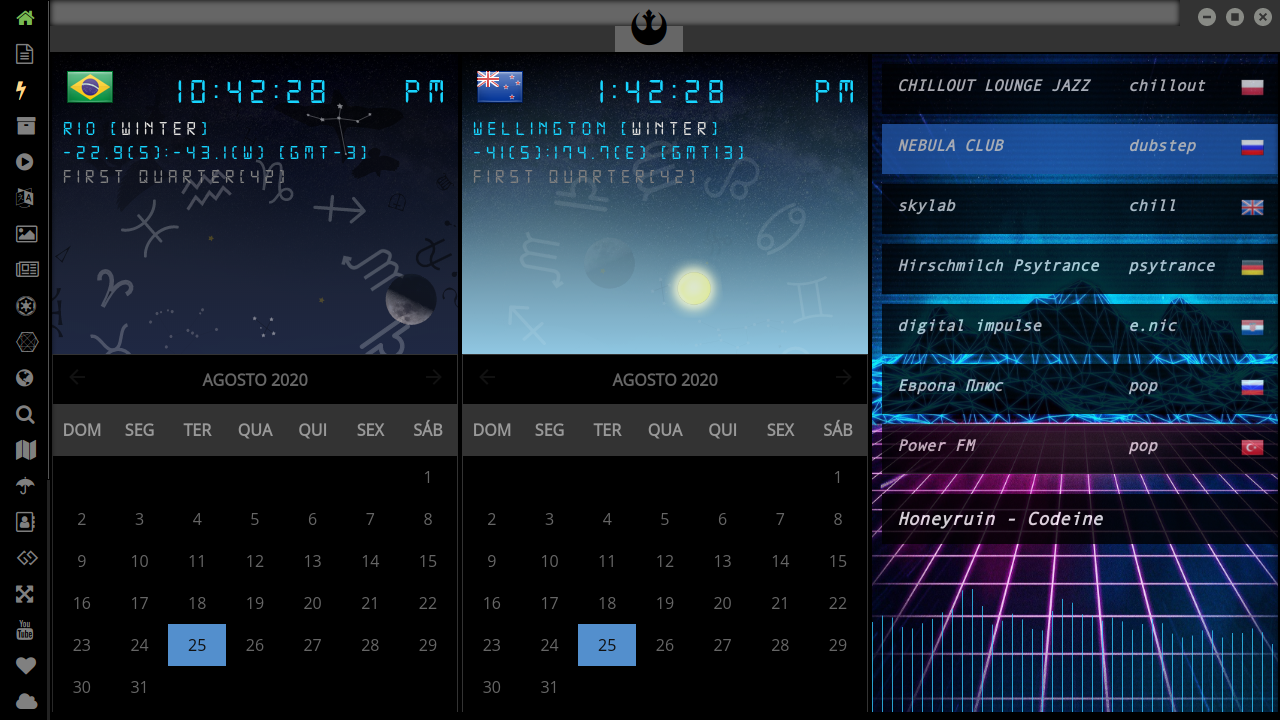 10:42:28 PM
RIO [WINTER]
-22.9(S):-43.1(W) [GMT-3]
FIRST QUARTER[42]
AGOSTO 2020
DOM SEG TER QUA QUI SEX SÁB
1
2 3 4 5 6 7 8
9 10 11 12 13 14 15
16 17 18 19 20 21 22
23 24 25 26 27 28 29
30 31
1:42:28 PM
WELLINGTON [WINTER]
-41(S):174.7(E) [GMT13]
FIRST QUARTER[42]
AGOSTO 2020
DOM SEG TER QUA QUI SEX SÁB
1
2 3 4 5 6 7 8
9 10 11 12 13 14 15
16 17 18 19 20 21 22
23 24 25 26 27 28 29
30 31
CHILLOUT LOUNGE JAZZ chillout
NEBULA CLUB dubstep
skylab chill
Hirschmilch Psytrance psytrance
digital impulse e.nic
Европа Плюс pop
Power FM pop
Honeyruin - Codeine
You
Tube